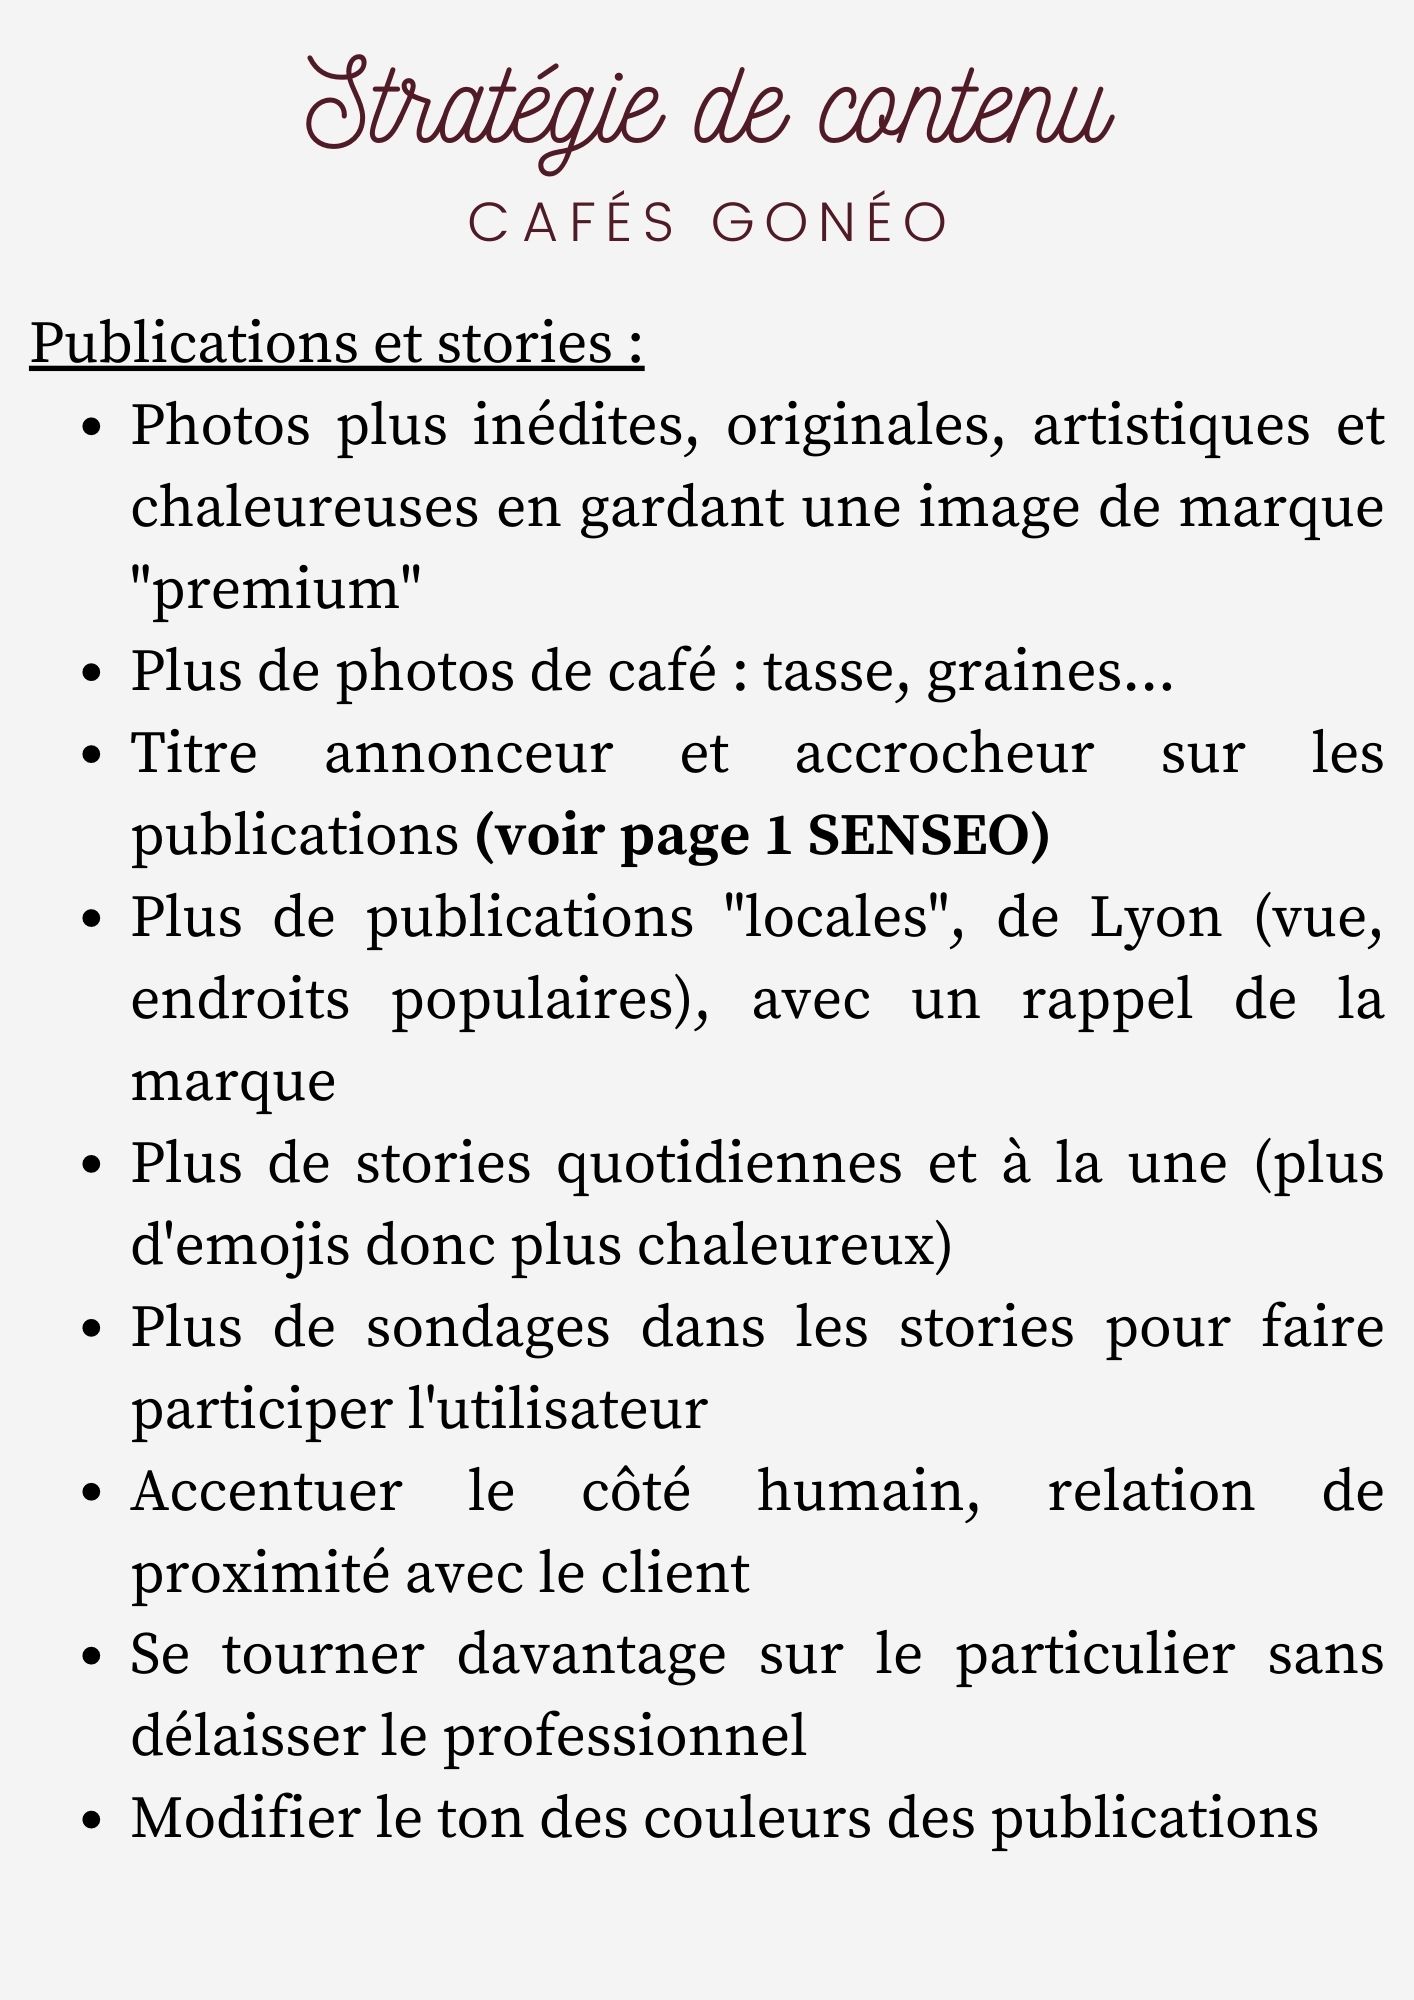 Stratégie de contenu
CAFÉS GONÉO
Publications et stories :
• Photos plus inédites, originales, artistiques et
chaleureuses en gardant une image de marque
"premium"
• Plus de photos de café : tasse, graines...
• Titre annonceur et accrocheur sur les
publications (voir page 1 SENSEO)
• Plus de publications "locales", de Lyon (vue,
endroits populaires), avec un rappel de la
marque
• Plus de stories quotidiennes et à la une (plus
d'emojis donc plus chaleureux)
• Plus de sondages dans les stories pour faire
participer l'utilisateur
• Accentuer le côté humain, relation de
proximité avec le client
• Se tourner davantage sur le particulier sans
délaisser le professionnel
• Modifier le ton des couleurs des publications